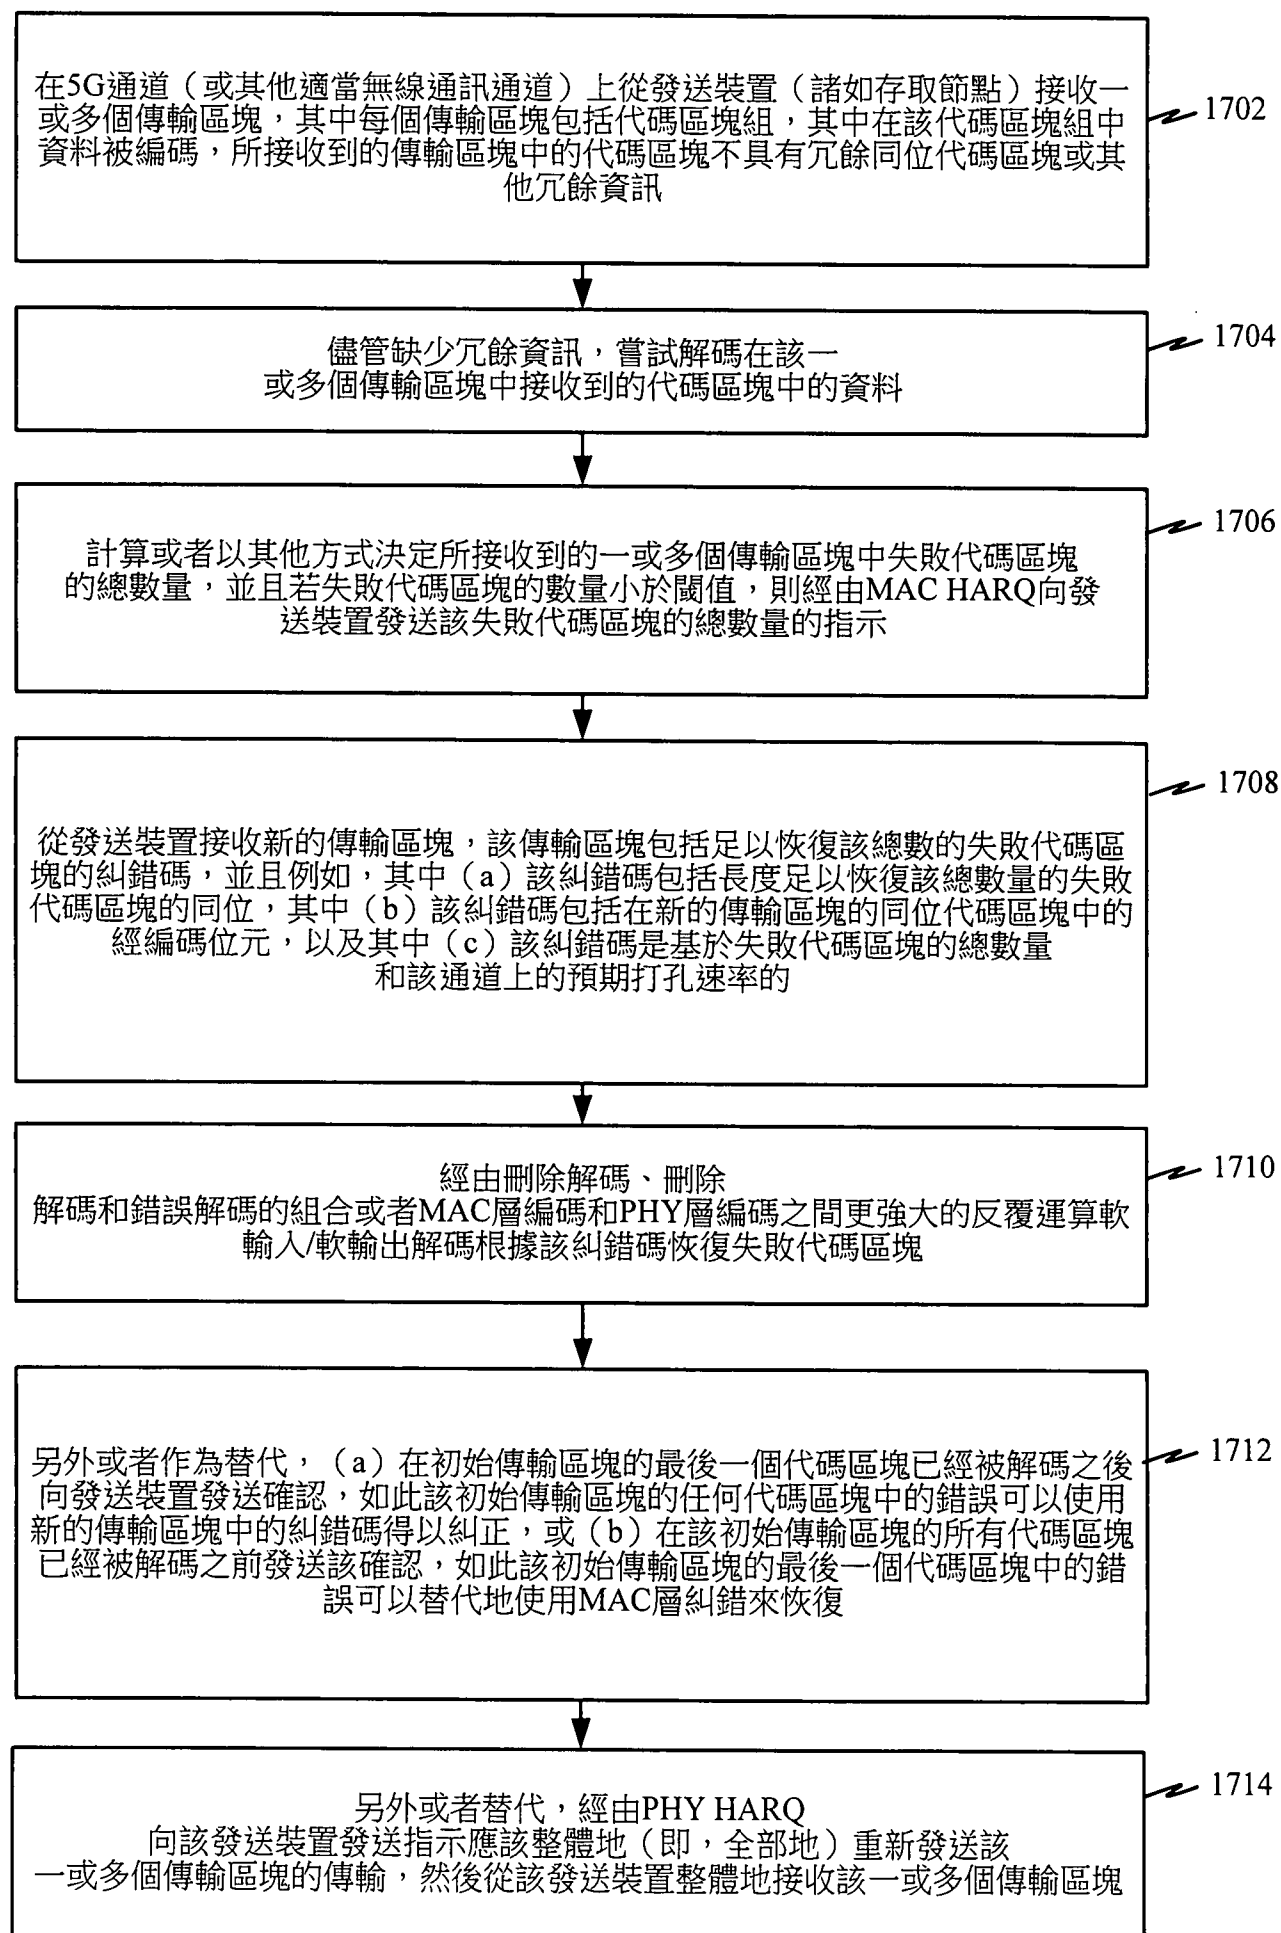 在5G通道（或其他適當無線通訊通道）上從發送裝置（諸如存取節點）接收一
或多個傳輸區塊，其中每個傳輸區塊包括代碼區塊組，其中在該代碼區塊組中
資料被編碼，所接收到的傳輸區塊中的代碼區塊不具有冗餘同位代碼區塊或其
他冗餘資訊
1702
儘管缺少冗餘資訊，嘗試解碼在該一
或多個傳輸區塊中接收到的代碼區塊中的資料
1704
計算或者以其他方式決定所接收到的一或多個傳輸區塊中失敗代碼區塊
的總數量，並且若失敗代碼區塊的數量小於閾值，則經由MAC HARQ向發
送裝置發送該失敗代碼區塊的總數量的指示
1706
從發送裝置接收新的傳輸區塊，該傳輸區塊包括足以恢復該總數的失敗代碼區
塊的糾錯碼，並且例如，其中（a）該糾錯碼包括長度足以恢復該總數量的失敗
代碼區塊的同位，其中（b）該糾錯碼包括在新的傳輸區塊的同位代碼區塊中的
經編碼位元，以及其中（c）該糾錯碼是基於失敗代碼區塊的總數量
和該通道上的預期打孔速率的
1708
經由刪除解碼、刪除
解碼和錯誤解碼的組合或者MAC層編碼和PHY層編碼之間更強大的反覆運算軟
輸入/軟輸出解碼根據該糾錯碼恢復失敗代碼區塊
1710
另外或者作為替代，（a）在初始傳輸區塊的最後一個代碼區塊已經被解碼之後
向發送裝置發送確認，如此該初始傳輸區塊的任何代碼區塊中的錯誤可以使用
新的傳輸區塊中的糾錯碼得以糾正，或（b）在該初始傳輸區塊的所有代碼區塊
已經被解碼之前發送該確認，如此該初始傳輸區塊的最後一個代碼區塊中的錯
誤可以替代地使用MAC層糾錯來恢復
1712
另外或者替代，經由PHY HARQ
向該發送裝置發送指示應該整體地（即，全部地）重新發送該
一或多個傳輸區塊的傳輸，然後從該發送裝置整體地接收該一或多個傳輸區塊
1714